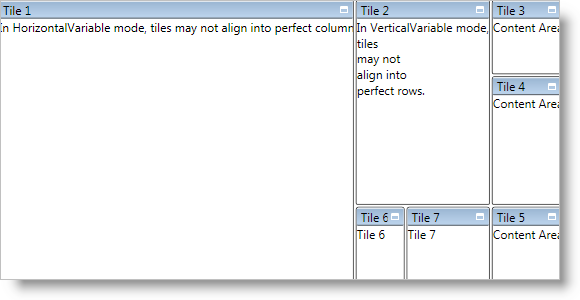 Tile 1
In HorizontalVariable mode, tiles may not align into perfect column
Tile 2
In VerticalVariable mode,
tiles
may not
align into
perfect rows.
Tile 3
Content Area
Tile 4
Content Area
Tile 6
Tile 6
Tile 7
Tile 7
Tile 5
Content Area